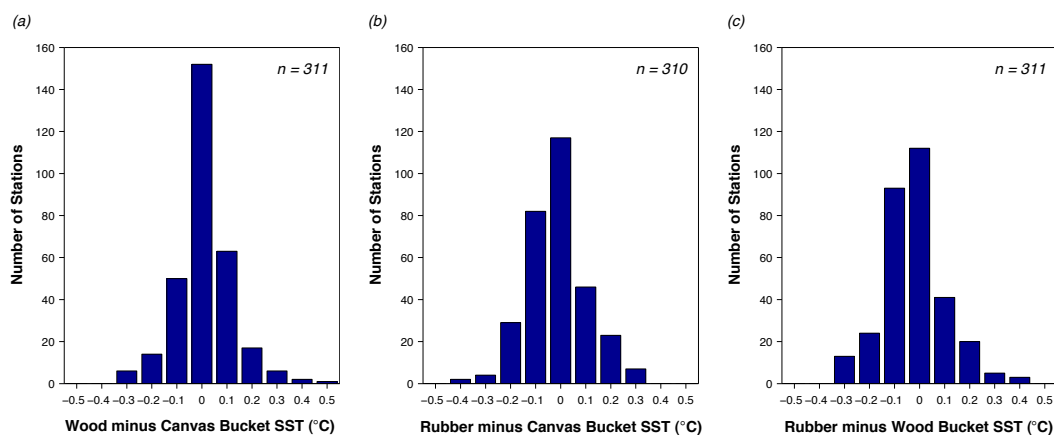 (a)
n = 311
160
140
120
100
80
60
40
20
0
Number of Stations
−0.5 −0.4 −0.3 −0.2 −0.1 0 0.1 0.2 0.3 0.4 0.5
Wood minus Canvas Bucket SST (°C)
(b)
n = 310
160
140
120
100
80
60
40
20
0
Number of Stations
−0.5 −0.4 −0.3 −0.2 −0.1 0 0.1 0.2 0.3 0.4 0.5
Rubber minus Canvas Bucket SST (°C)
(c)
n = 311
160
140
120
100
80
60
40
20
0
Number of Stations
−0.5 −0.4 −0.3 −0.2 −0.1 0 0.1 0.2 0.3 0.4 0.5
Rubber minus Wood Bucket SST (°C)